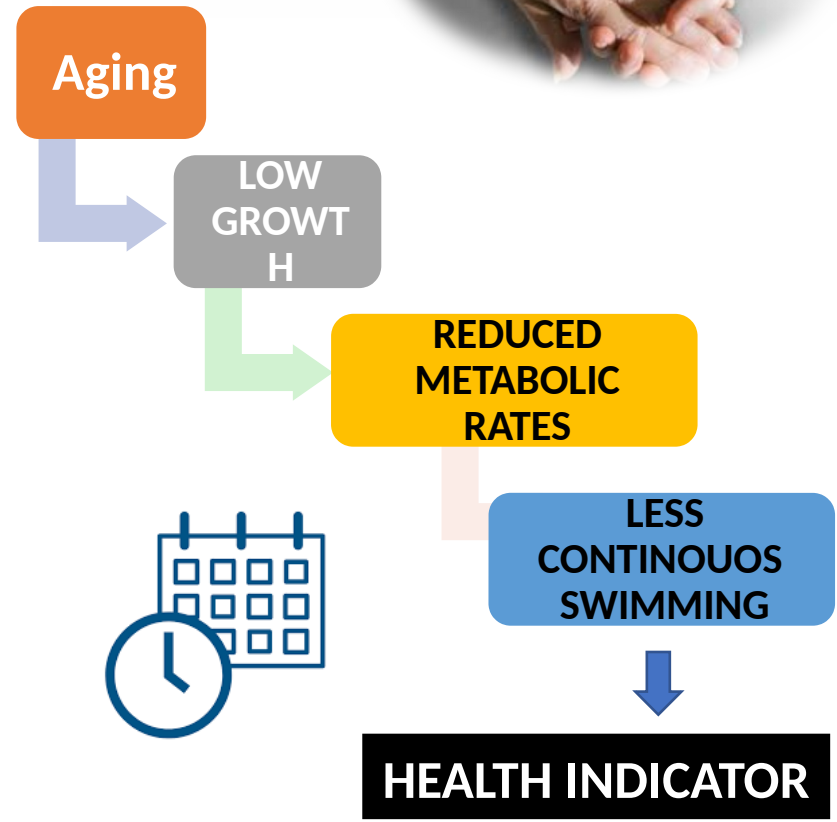 Aging
LOW
GROWT
H
REDUCED
METABOLIC
RATES
LESS
CONTINOUOS
SWIMMING
HEALTH INDICATOR